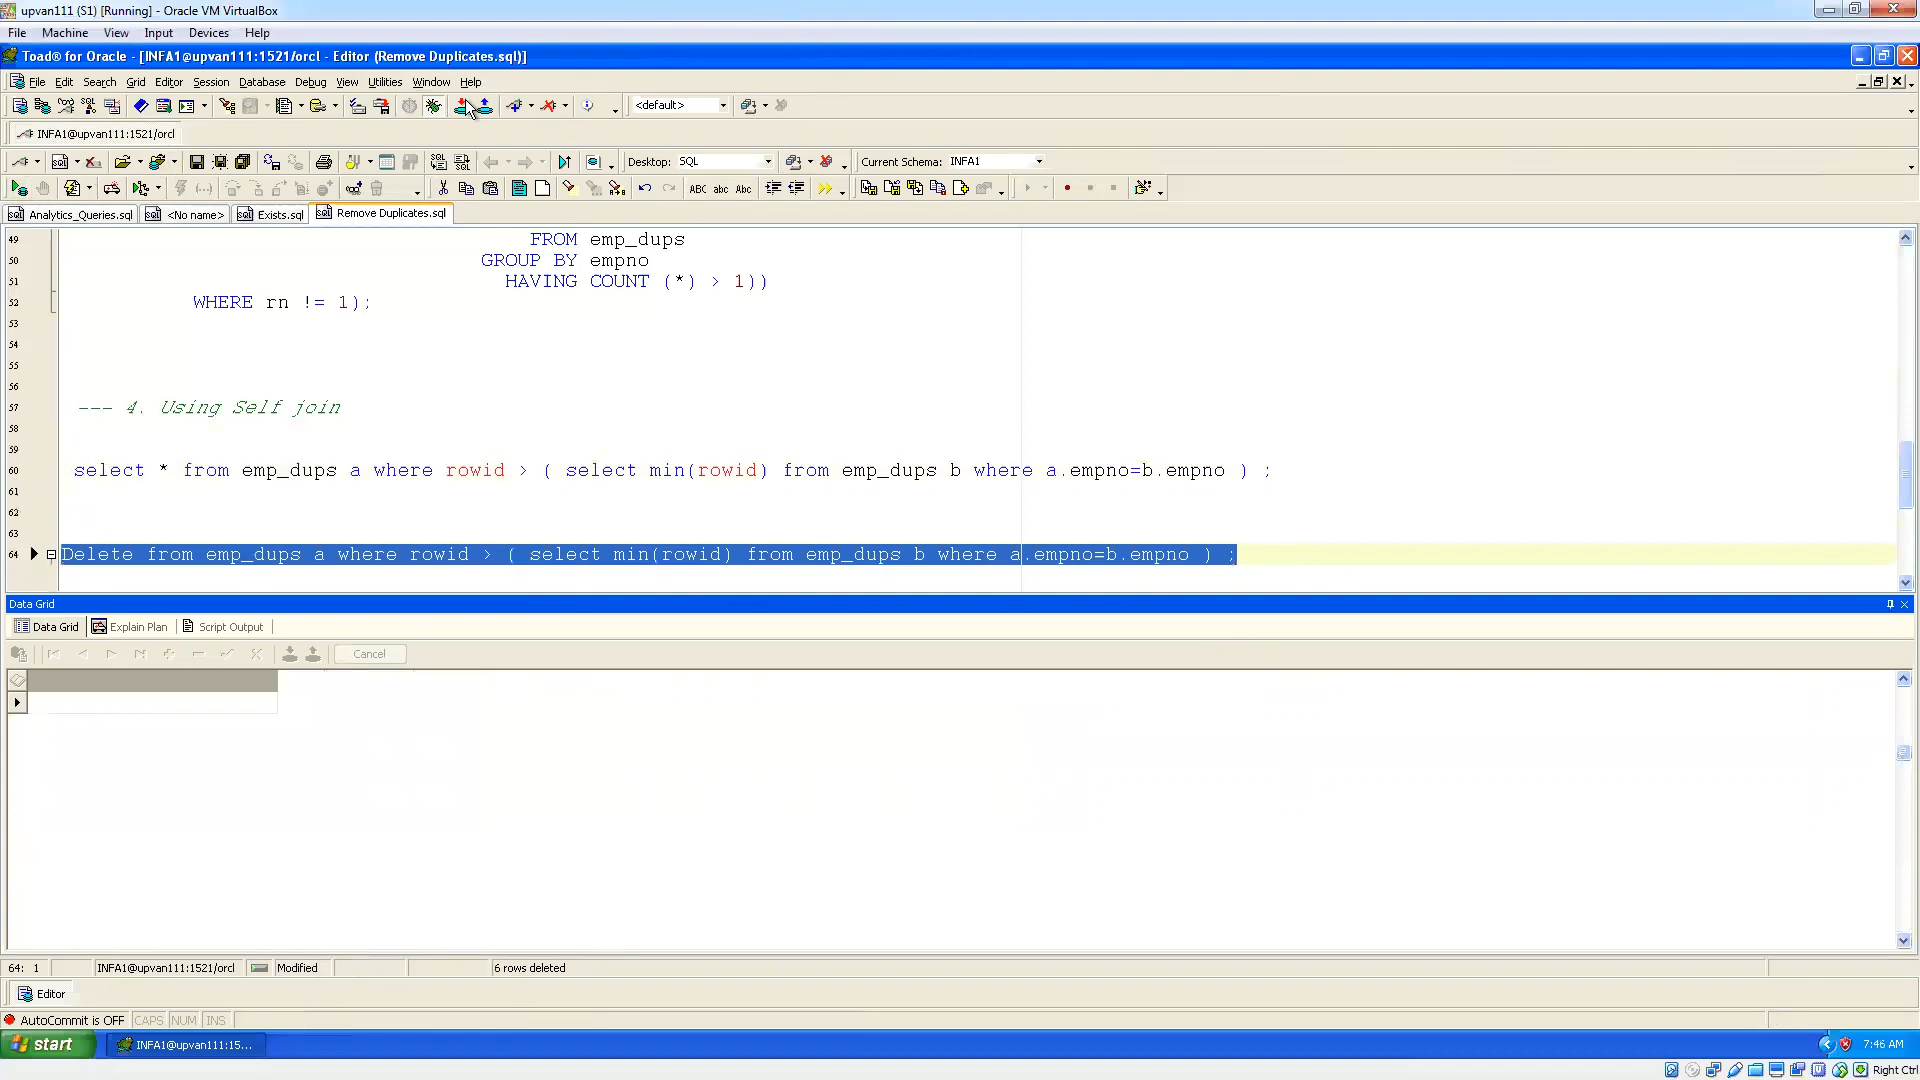 upvan111 (S1) [Running] - Oracle VM VirtualBox
File Machine View Input Devices Help
Toad® for Oracle - [INFA1@upvan111:1521/orcl - Editor (Remove Duplicates.sql)]
File Edit Search Grid Editor Session Database Debug View Utilities Window Help
<default>
INFA1@upvan111:1521/orcl
Desktop: SQL Current Schema: INFA1
ABC abc Abc
Analytics_Queries.sql <No name> Exists.sql Remove Duplicates.sql
49 FROM emp_dups
50 GROUP BY empno
51 HAVING COUNT (*) > 1))
52 WHERE rn != 1);
53
54
55
56
57 --- 4. Using Self join
58
59
60 select * from emp_dups a where rowid > ( select min(rowid) from emp_dups b where a.empno=b.empno ) ;
61
62
63
64 Delete from emp_dups a where rowid > ( select min(rowid) from emp_dups b where a.empno=b.empno ) ;
Data Grid
Data Grid Explain Plan Script Output
Cancel
64: 1 INFA1@upvan111:1521/orcl Modified 6 rows deleted
Editor
AutoCommit is OFF CAPS NUM INS
start INFA1@upvan111:15... 7:46 AM
Right Ctrl